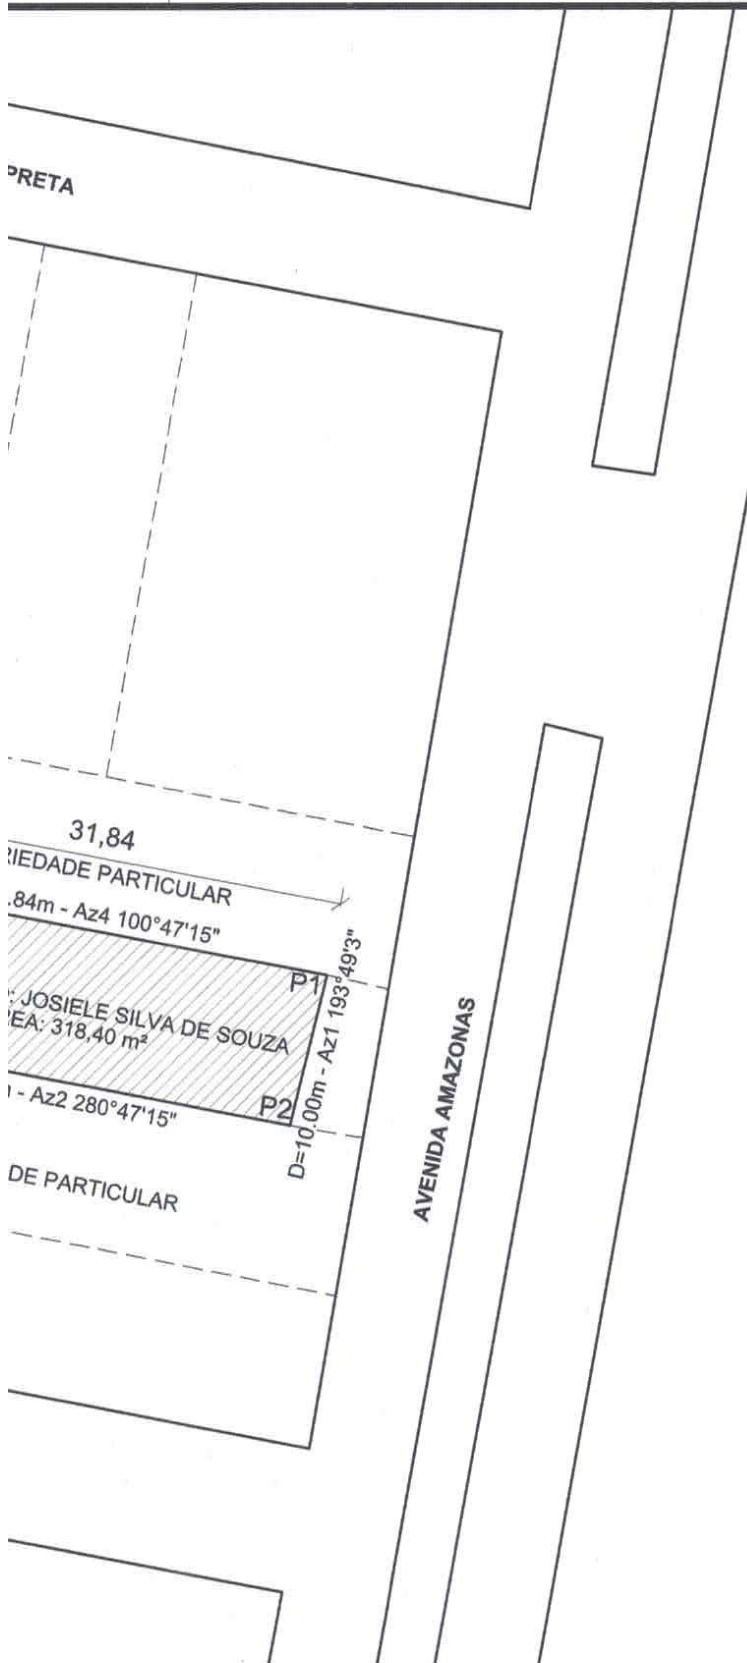 PRETA
31,84
RIEDADE PARTICULAR
.84m - Az4 100°47'15"
P1
: JOSIELE SILVA DE SOUZA
EA: 318,40 m²
D=10.00m - Az1 193°49'3"
P2
- Az2 280°47'15"
DE PARTICULAR
AVENIDA AMAZONAS